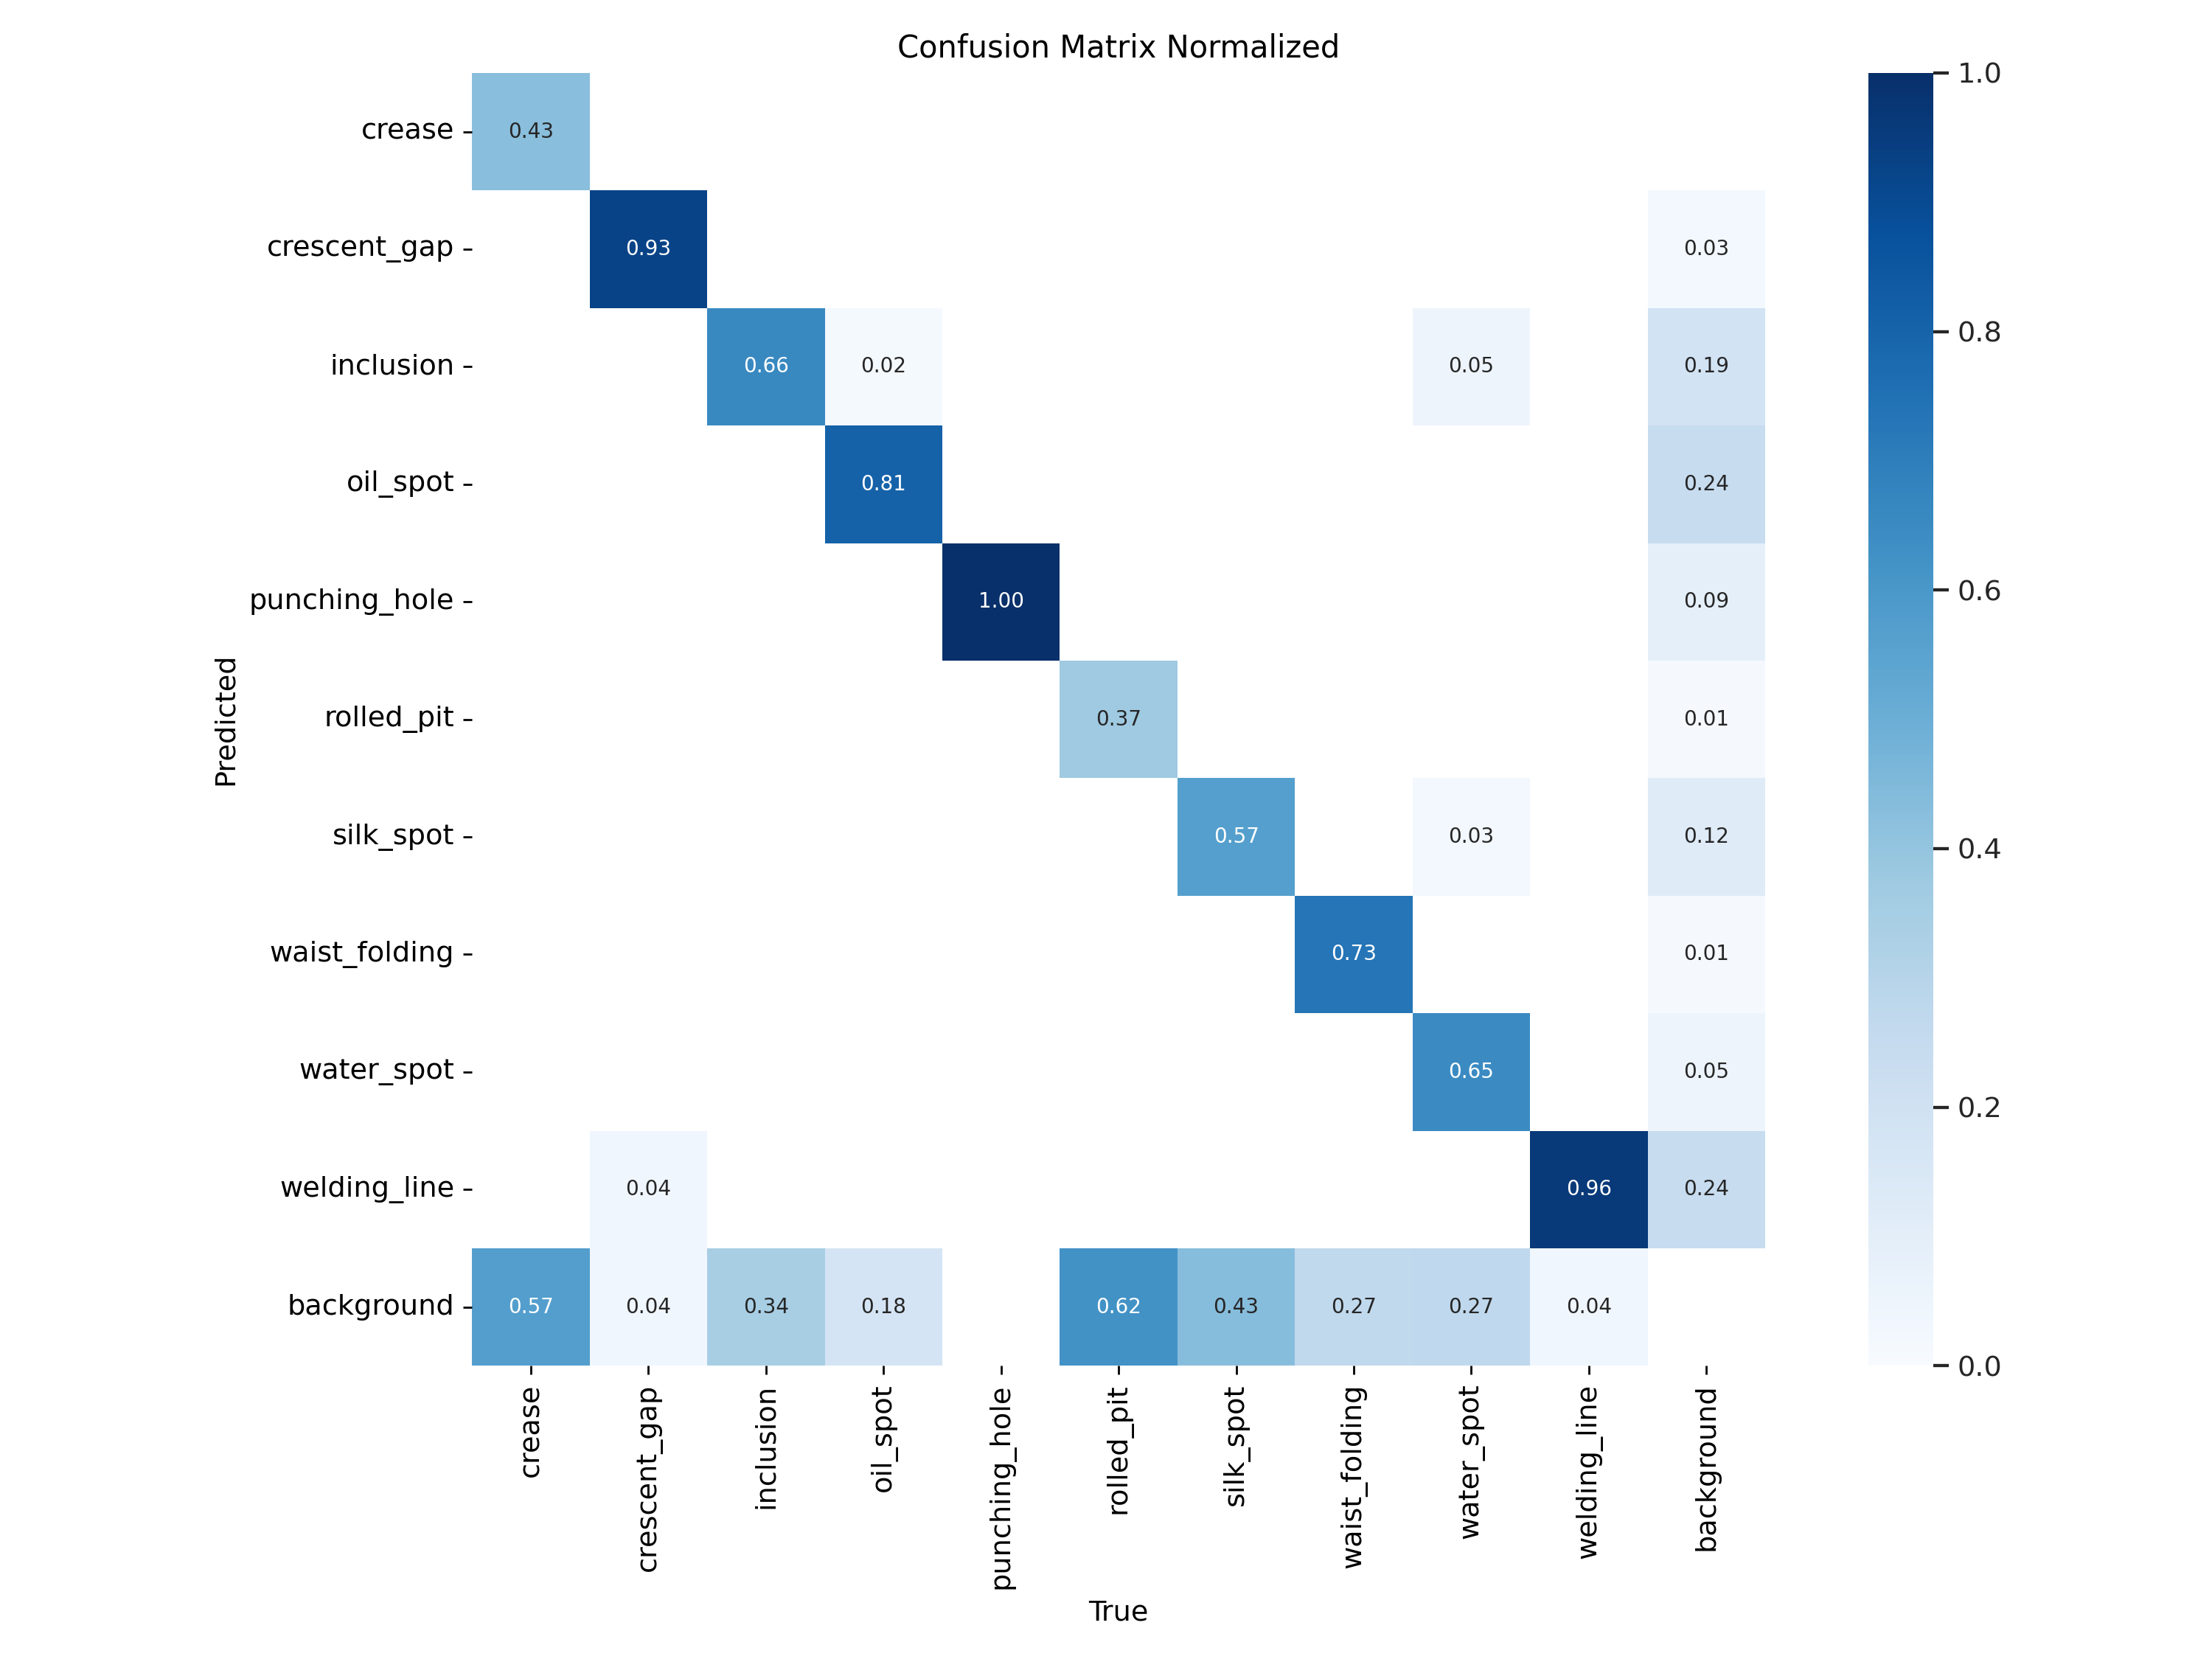 Confusion Matrix Normalized
crease
0.43
crescent_gap
0.93
0.03
inclusion
0.66
0.02
0.05
0.19
oil_spot
0.81
0.24
punching_hole
1.00
0.09
rolled_pit
0.37
0.01
silk_spot
0.57
0.03
0.12
waist_folding
0.73
0.01
water_spot
0.65
0.05
welding_line
0.04
0.96
0.24
background
0.57
0.04
0.34
0.18
0.62
0.43
0.27
0.27
0.04
Predicted
crease
crescent_gap
inclusion
oil_spot
punching_hole
rolled_pit
silk_spot
waist_folding
water_spot
welding_line
background
True
1.0
0.8
0.6
0.4
0.2
0.0